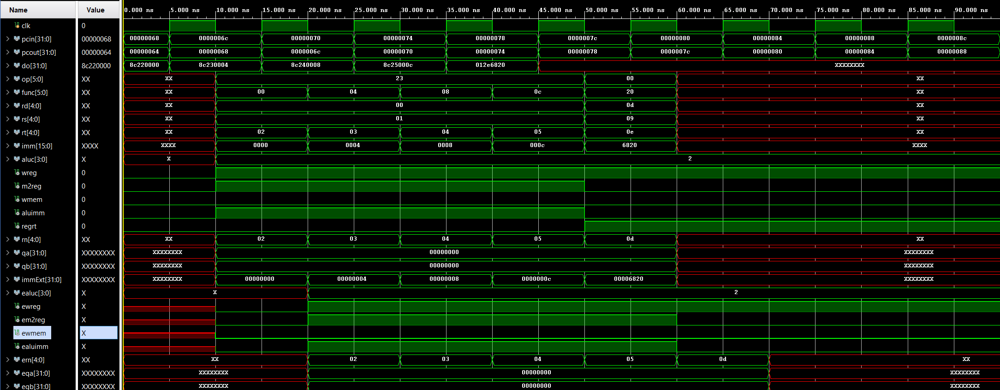 Name Value 0.000 ns 5.000 ns 10.000 ns 15.000 ns 20.000 ns 25.000 ns 30.000 ns 35.000 ns 40.000 ns 45.000 ns 50.000 ns 55.000 ns 60.000 ns 65.000 ns 70.000 ns 75.000 ns 80.000 ns 85.000 ns 90.000 ns
clk 0
pcin[31:0] 00000068 00000068 0000006c 00000070 00000074 00000078 0000007c 00000080 00000084 00000088 0000008c
pcout[31:0] 00000064 00000064 00000068 0000006c 00000070 00000074 00000078 0000007c 00000080 00000084 00000088
do[31:0] 8c220000 8c220000 8c230004 8c240008 8c25000c 012e6820 XXXXXXXX
op[5:0] XX XX 23 00 XX
func[5:0] XX XX 00 04 08 0c 20 XX
rd[4:0] XX XX 00 0d XX
rs[4:0] XX XX 01 09 XX
rt[4:0] XX XX 02 03 04 05 0e XX
imm[15:0] XXXX XXXX 0000 0004 0008 000c 6820 XXXX
aluc[3:0] X X 2
wreg 0
m2reg 0
wmem 0
aluimm 0
regrt 0
rn[4:0] XX XX 02 03 04 05 0d XX
qa[31:0] XXXXXXXX XXXXXXXX 00000000 XXXXXXXX
qb[31:0] XXXXXXXX XXXXXXXX 00000000 XXXXXXXX
immExt[31:0] XXXXXXXX XXXXXXXX 00000000 00000004 00000008 0000000c 00006820 XXXXXXXX
ealuc[3:0] X X 2
ewreg X
em2reg X
ewmem X
ealuimm X
ern[4:0] XX XX 02 03 04 05 0d XX
eqa[31:0] XXXXXXXX XXXXXXXX 00000000 XXXXXXXX
eqb[31:0] XXXXXXXX XXXXXXXX 00000000 XXXXXXXX